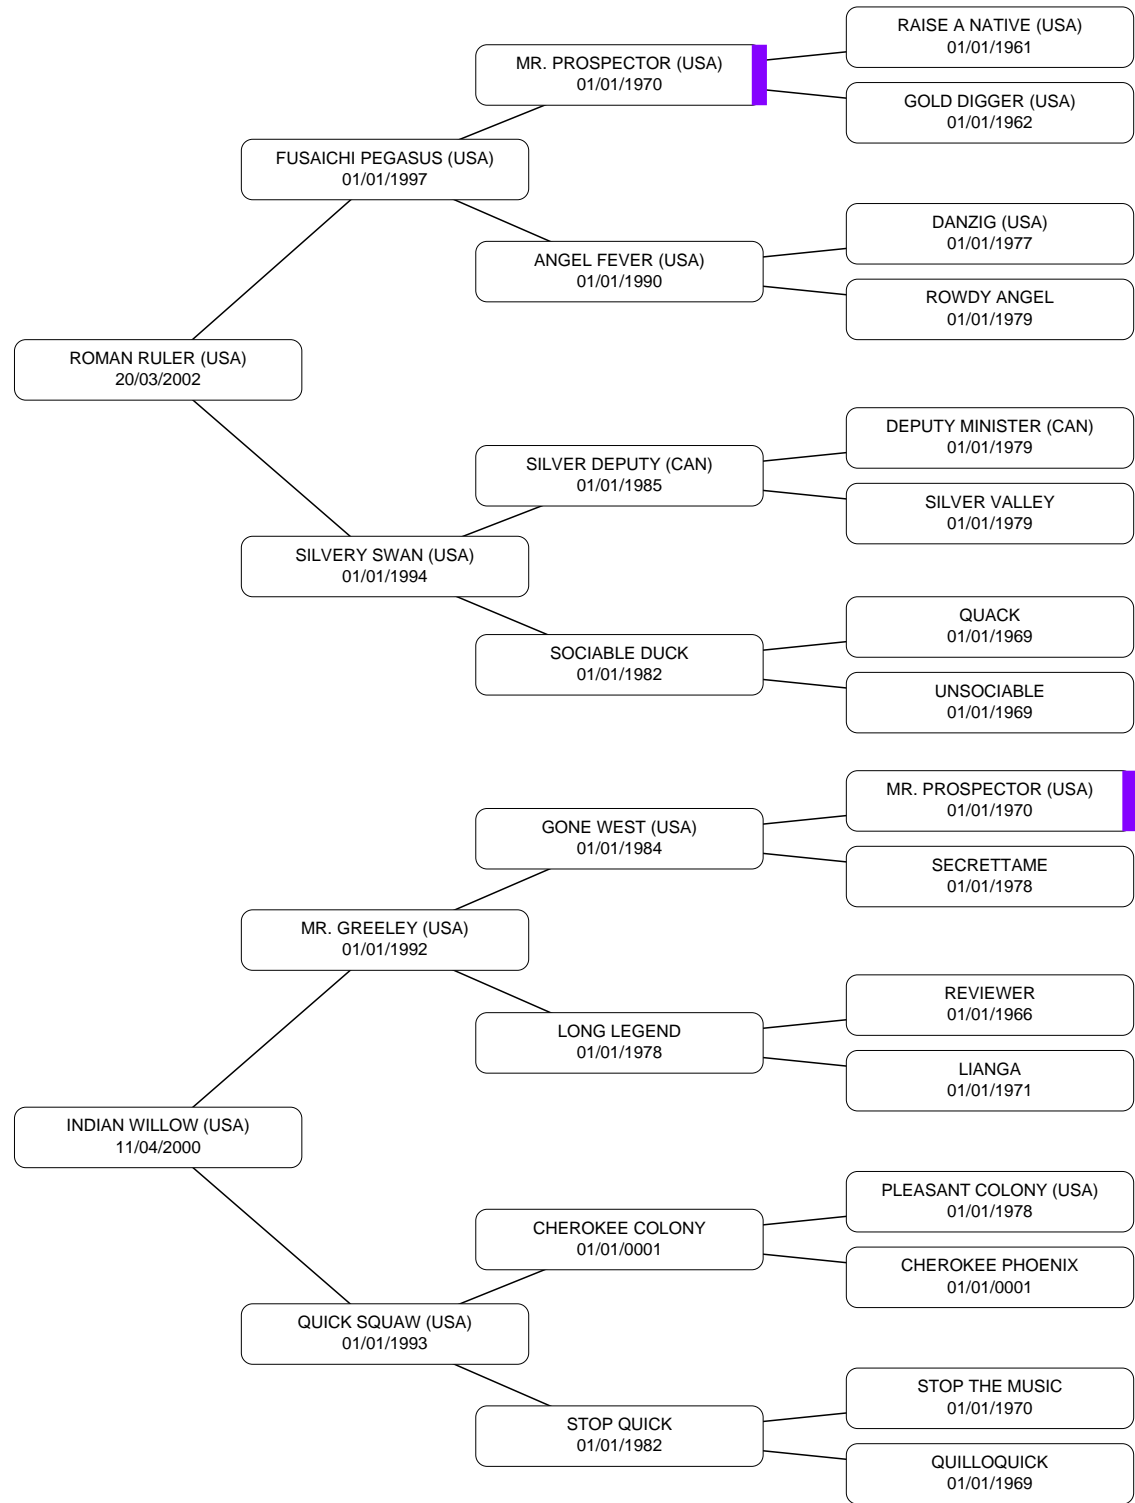 RAISE A NATIVE (USA)
01/01/1961
MR. PROSPECTOR (USA)
01/01/1970
GOLD DIGGER (USA)
01/01/1962
FUSAICHI PEGASUS (USA)
01/01/1997
DANZIG (USA)
01/01/1977
ANGEL FEVER (USA)
01/01/1990
ROWDY ANGEL
01/01/1979
ROMAN RULER (USA)
20/03/2002
DEPUTY MINISTER (CAN)
01/01/1979
SILVER DEPUTY (CAN)
01/01/1985
SILVER VALLEY
01/01/1979
SILVERY SWAN (USA)
01/01/1994
QUACK
01/01/1969
SOCIABLE DUCK
01/01/1982
UNSOCIABLE
01/01/1969
MR. PROSPECTOR (USA)
01/01/1970
GONE WEST (USA)
01/01/1984
SECRETTAME
01/01/1978
MR. GREELEY (USA)
01/01/1992
REVIEWER
01/01/1966
LONG LEGEND
01/01/1978
LIANGA
01/01/1971
INDIAN WILLOW (USA)
11/04/2000
PLEASANT COLONY (USA)
01/01/1978
CHEROKEE COLONY
01/01/0001
CHEROKEE PHOENIX
01/01/0001
QUICK SQUAW (USA)
01/01/1993
STOP THE MUSIC
01/01/1970
STOP QUICK
01/01/1982
QUILLOQUICK
01/01/1969